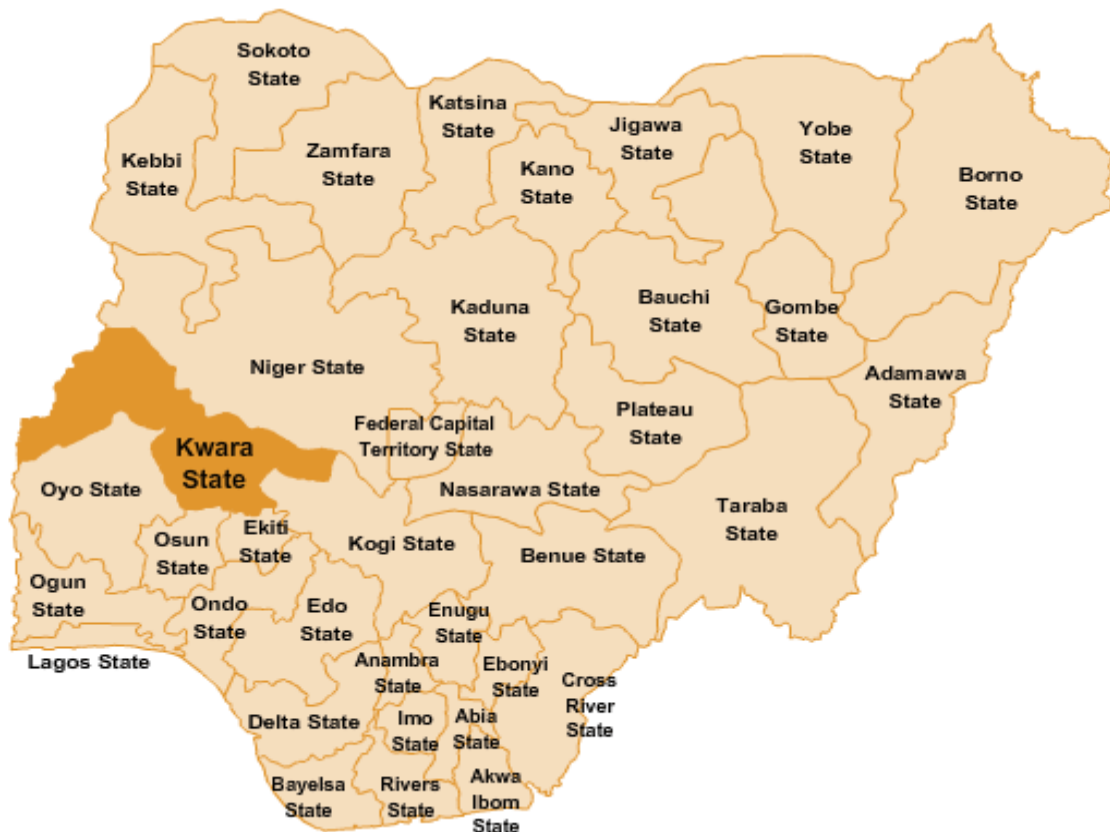 Sokoto
State
Katsina
State
Jigawa
State
Yobe
State
Kebbi
State
Zamfara
State
Kano
State
Borno
State
Kaduna
State
Bauchi
State
Gombe
State
Niger State
Adamawa
State
Federal Capital
Territory State
Plateau
State
Kwara
State
Oyo State
Nasarawa State
Taraba
State
Osun
State
Ekiti
State
Kogi State
Benue State
Ogun
State
Ondo
State
Edo
State
Enugu
State
Lagos State
Anambra
State
Ebonyi
State
Cross
River
State
Delta State
Imo
State
Abia
State
Bayelsa
State
Rivers
State
Akwa
Ibom
State